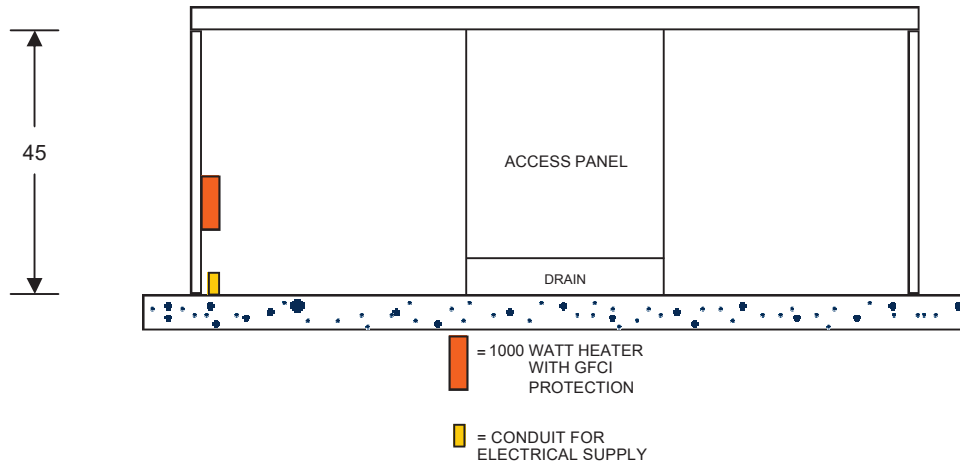 45
ACCESS PANEL
DRAIN
= 1000 WATT HEATER
WITH GFCI
PROTECTION
= CONDUIT FOR
ELECTRICAL SUPPLY